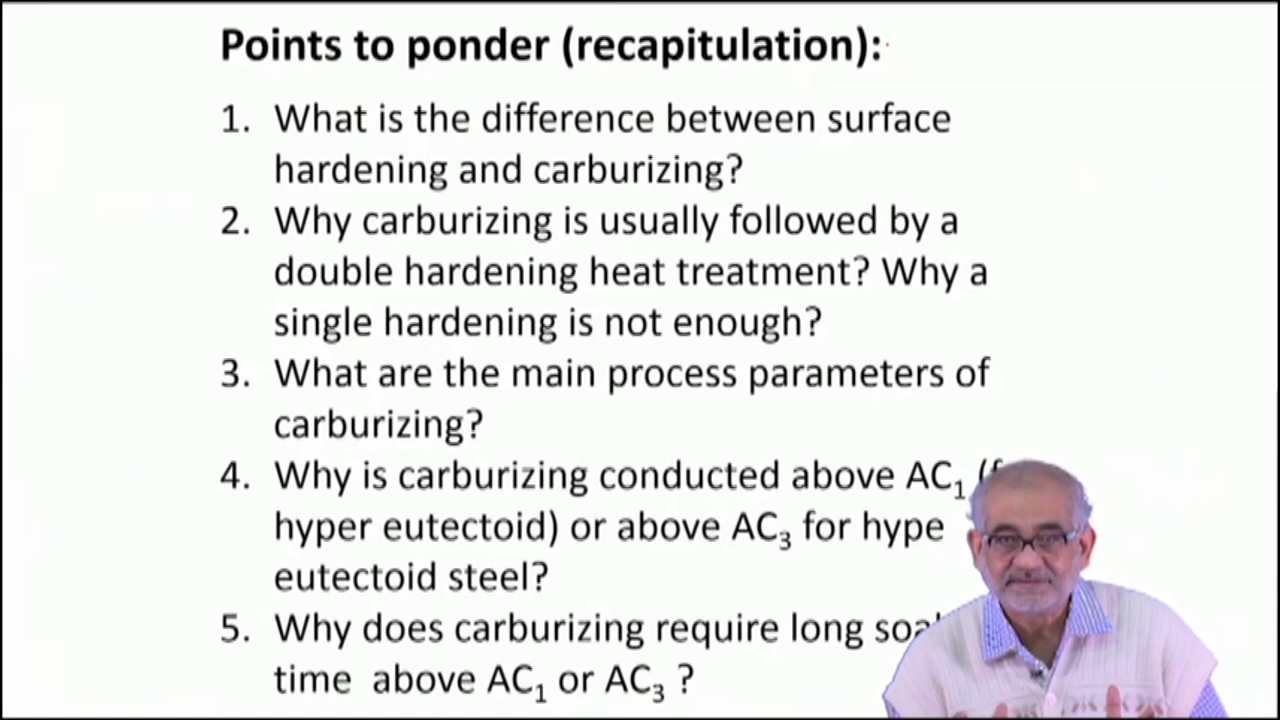 Points to ponder (recapitulation):
1. What is the difference between surface
hardening and carburizing?
2. Why carburizing is usually followed by a
double hardening heat treatment? Why a
single hardening is not enough?
3. What are the main process parameters of
carburizing?
4. Why is carburizing conducted above AC₁
hyper eutectoid) or above AC₃ for hype
eutectoid steel?
5. Why does carburizing require long
time above AC₁ or AC₃ ?